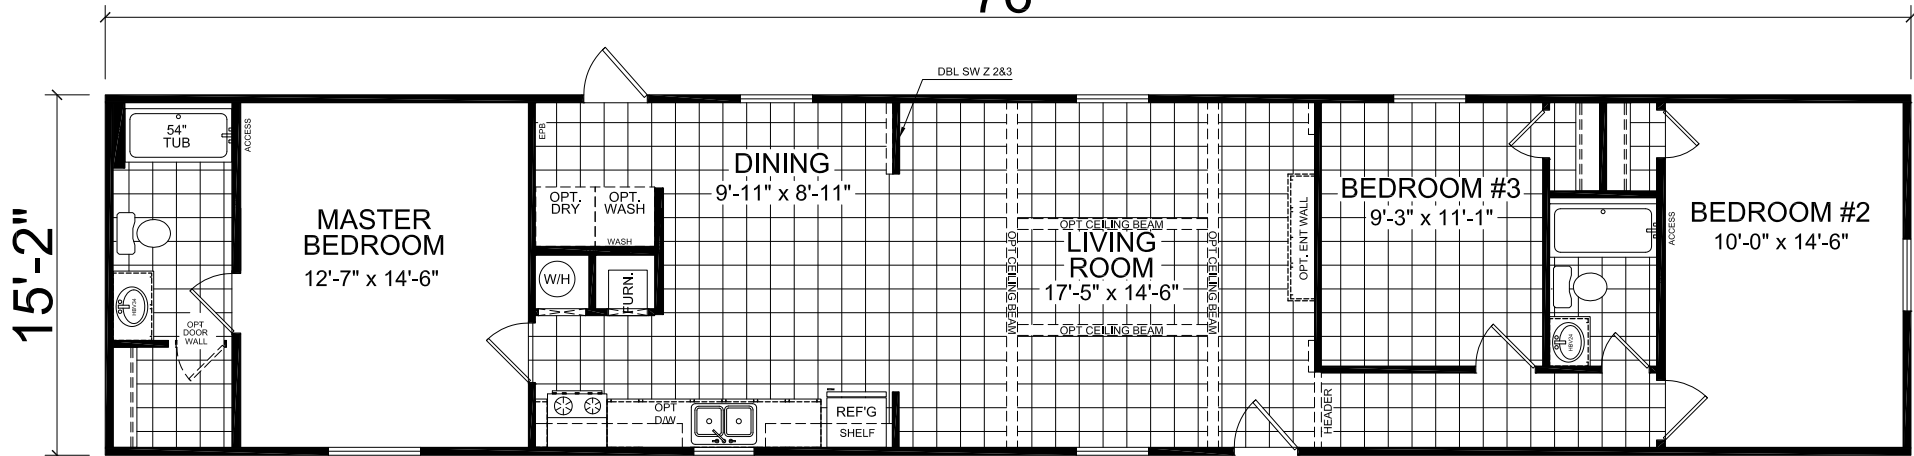 76'
DBL SW Z 2&3
15'-2"
54"
TUB
ACCESS
MASTER
BEDROOM
12'-7" x 14'-6"
HBV24
OPT
DOOR
WALL
EPB
OPT.
DRY
OPT.
WASH
WASH
W/H
FURN.
DINING
9'-11" x 8'-11"
OPT
D/W
REF'G
SHELF
OPT CEILING BEAM
OPT CEILING BEAM
LIVING
ROOM
17'-5" x 14'-6"
OPT CEILING BEAM
OPT CEILING BEAM
OPT. ENT WALL
HEADER
BEDROOM #3
9'-3" x 11'-1"
HBV24
ACCESS
BEDROOM #2
10'-0" x 14'-6"